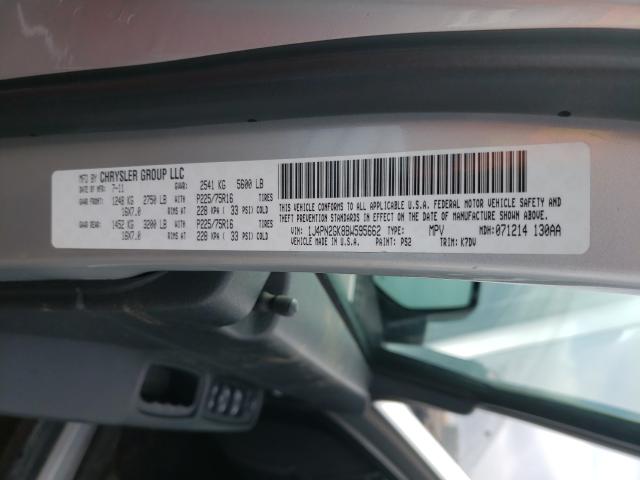 MFD BY CHRYSLER GROUP LLC
DATE OF MFR 7-11 GVWR: 2541 KG 5600 LB
GAWR FRONT: 1248 KG 2750 LB TIRES P225/75R16
16X7.0 RIMS AT 228 KPA ( 33 PSI) COLD
GAWR REAR: 1452 KG 3200 LB TIRES P225/75R16
16X7.0 RIMS AT 228 KPA ( 33 PSI) COLD
THIS VEHICLE CONFORMS TO ALL APPLICABLE U.S.A. FEDERAL MOTOR VEHICLE SAFETY AND
THEFT PREVENTION STANDARDS IN EFFECT ON THE DATE OF MANUFACTURE SHOWN ABOVE.
VIN: 1J4PN2GK8BW595662 TYPE: MPV MDH: 071214 130AA
MADE IN U.S.A. PAINT: PS2 TRIM: K7DV